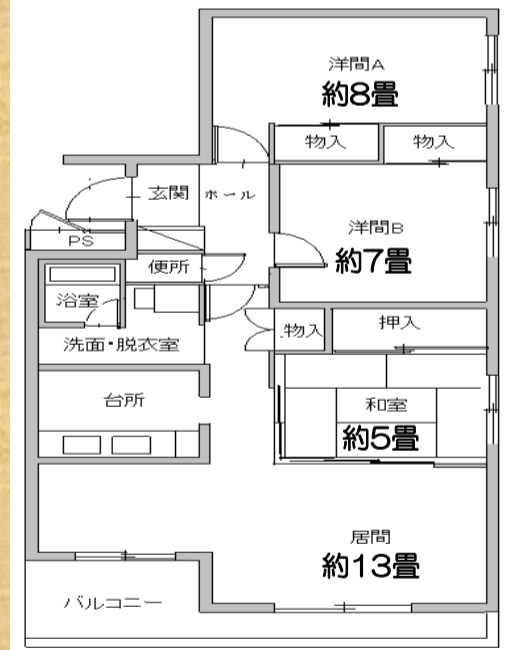 洋間A
約8畳
物入
物入
玄関
ホール
洋間B
約7畳
PS
便所
浴室
洗面・脱衣室
物入
押入
台所
和室
約5畳
居間
約13畳
バルコニー